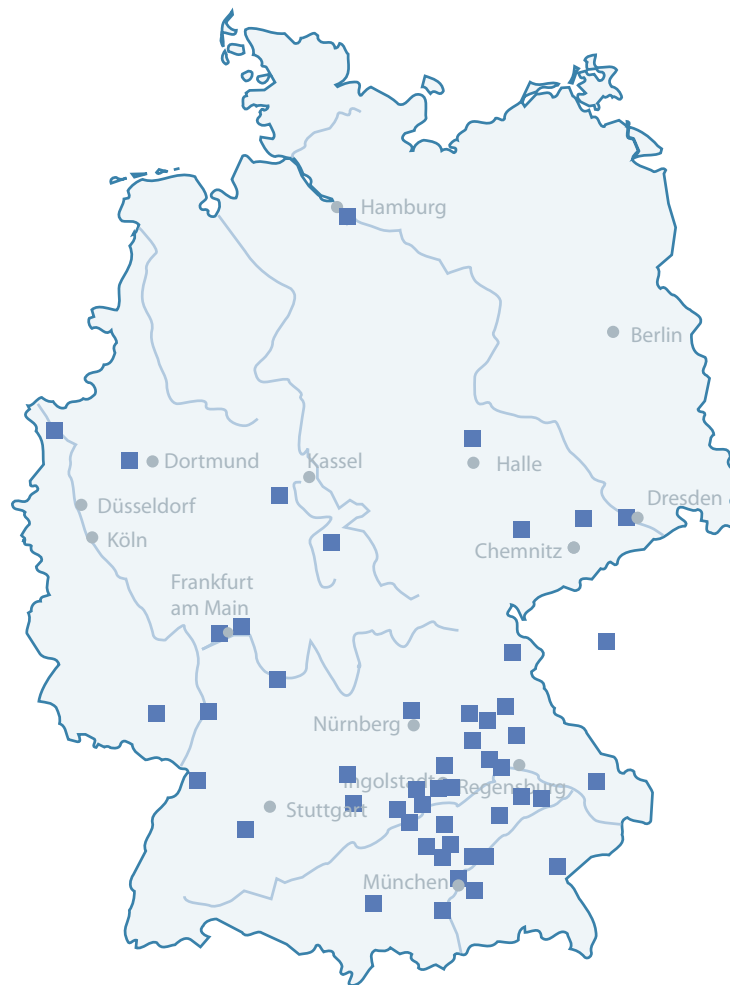 Hamburg
Berlin
Dortmund
Kassel
Halle
Düsseldorf
Dresden
Köln
Chemnitz
Frankfurt
am Main
Nürnberg
Ingolstadt
Regensburg
Stuttgart
München